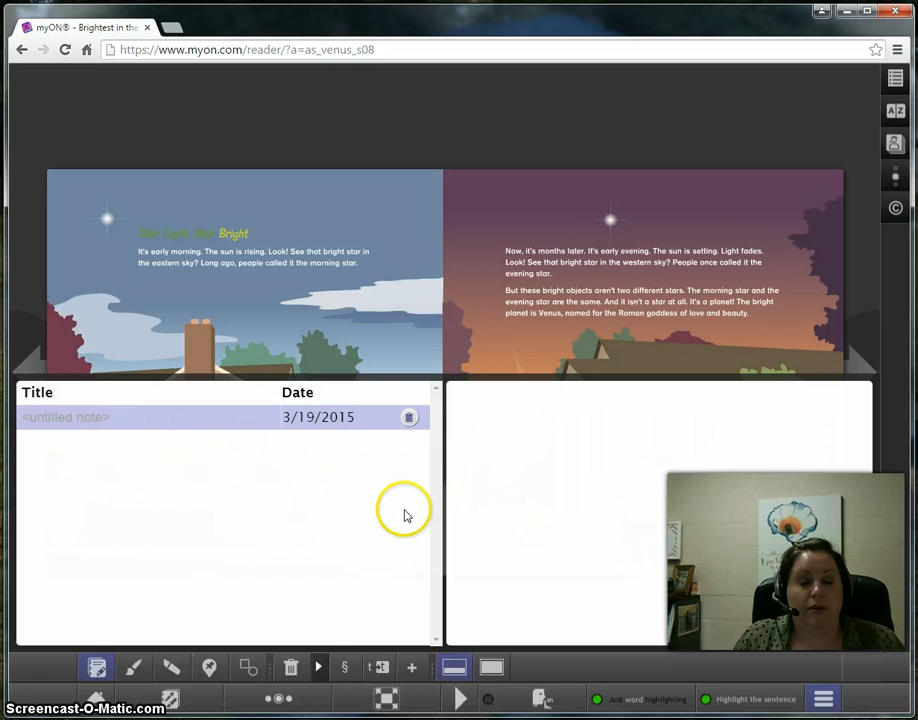 myON® - Brightest in the
https://www.myon.com/reader/?a=as_venus_s08
A Z
©
Star Light, Star Bright
It's early morning. The sun is rising. Look! See that bright star in
the eastern sky? Long ago, people called it the morning star.
Now, it's months later. It's early evening. The sun is setting. Light fades.
Look! See that bright star in the western sky? People once called it the
evening star.
But these bright objects aren't two different stars. The morning star and the
evening star are the same. And it isn't a star at all. It's a planet! The bright
planet is Venus, named for the Roman goddess of love and beauty.
Title Date
<untitled note> 3/19/2015
§
Just word highlighting
Highlight the sentence
Screencast-O-Matic.com